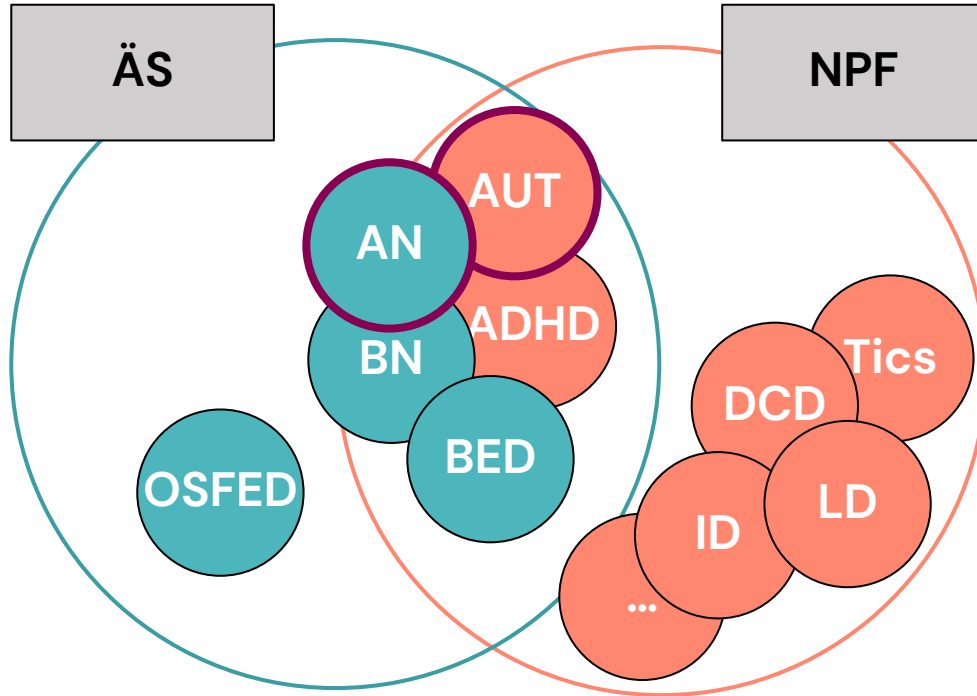 ÄS
NPF
AUT
AN
ADHD
BN
Tics
DCD
BED
OSFED
LD
ID
...